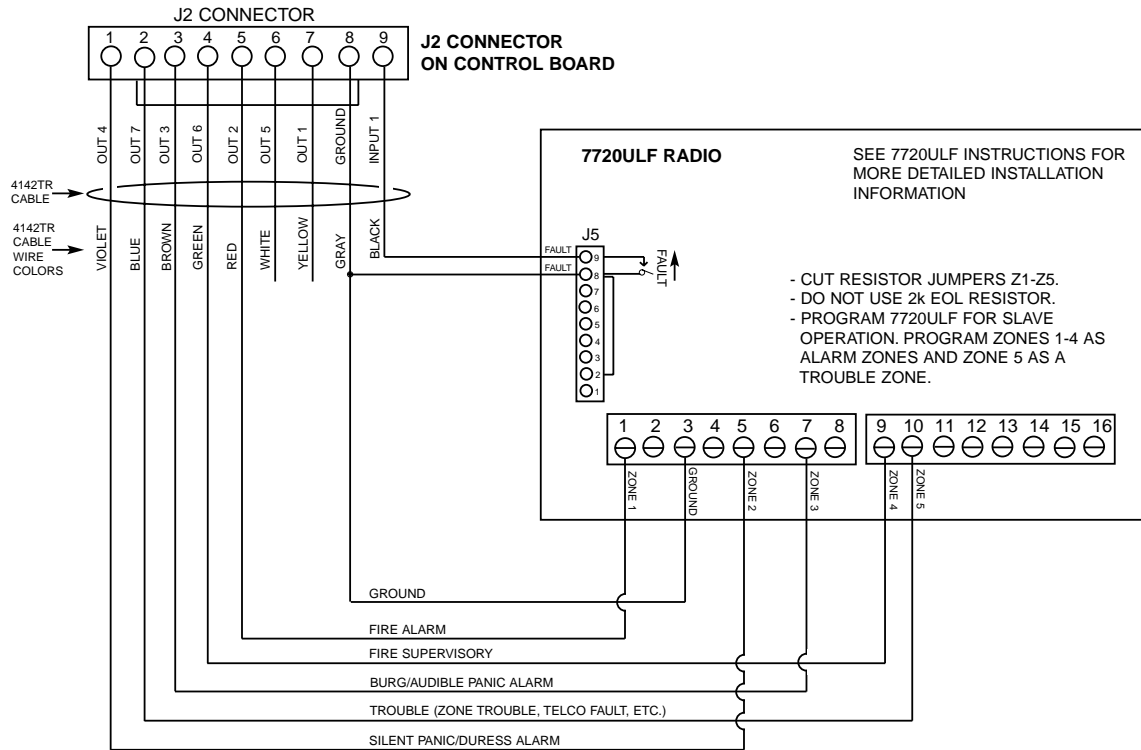 J2 CONNECTOR
1 2 3 4 5 6 7 8 9
J2 CONNECTOR
ON CONTROL BOARD
OUT 4
OUT 7
OUT 3
OUT 6
OUT 2
OUT 5
OUT 1
GROUND
INPUT 1
4142TR
CABLE
4142TR
CABLE
WIRE
COLORS
VIOLET
BLUE
BROWN
GREEN
RED
WHITE
YELLOW
GRAY
BLACK
7720ULF RADIO
SEE 7720ULF INSTRUCTIONS FOR
MORE DETAILED INSTALLATION
INFORMATION
J5
FAULT
FAULT
9
8
7
6
5
4
3
2
1
FAULT
- CUT RESISTOR JUMPERS Z1-Z5.
- DO NOT USE 2k EOL RESISTOR.
- PROGRAM 7720ULF FOR SLAVE
OPERATION. PROGRAM ZONES 1-4 AS
ALARM ZONES AND ZONE 5 AS A
TROUBLE ZONE.
1 2 3 4 5 6 7 8
9 10 11 12 13 14 15 16
ZONE 1
GROUND
ZONE 2
ZONE 3
ZONE 4
ZONE 5
GROUND
FIRE ALARM
FIRE SUPERVISORY
BURG/AUDIBLE PANIC ALARM
TROUBLE (ZONE TROUBLE, TELCO FAULT, ETC.)
SILENT PANIC/DURESS ALARM